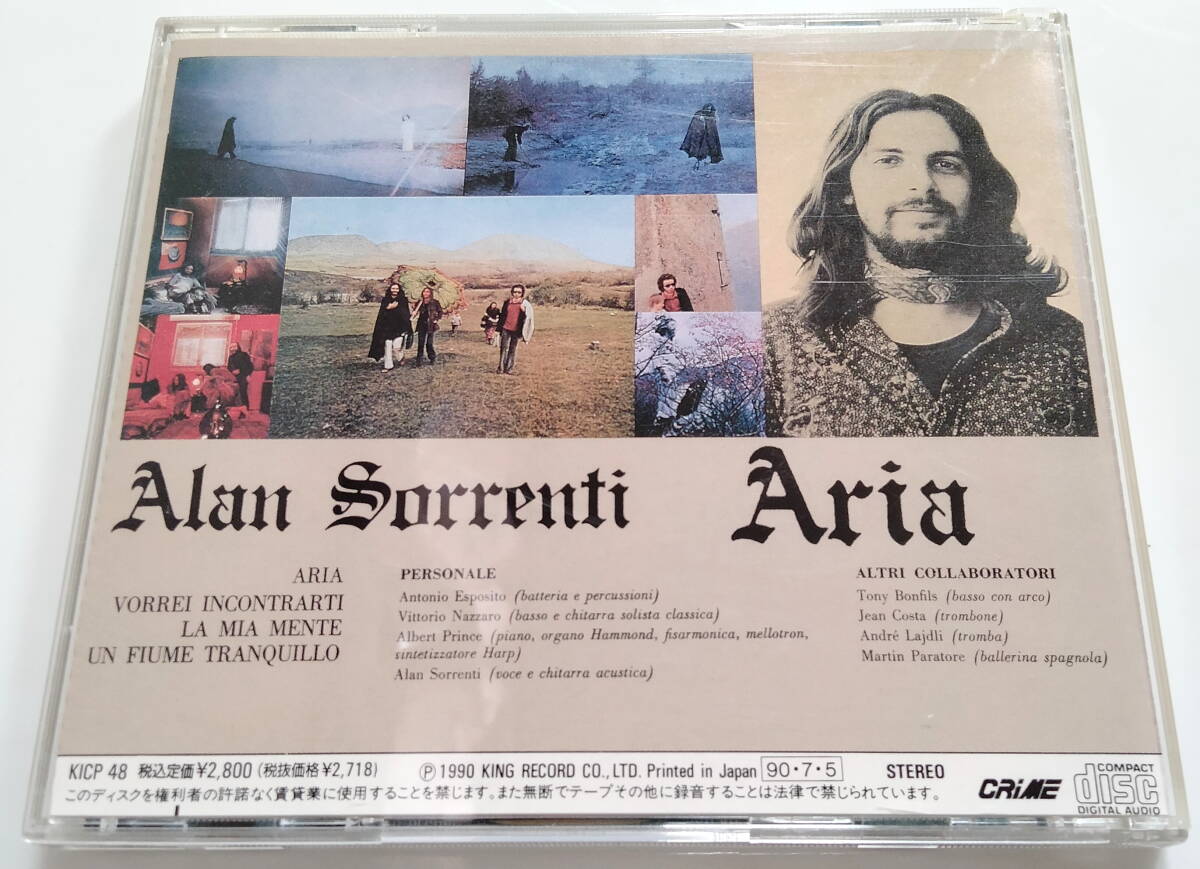 Alan Sorrenti Aria
ARIA
VORREI INCONTRARTI
LA MIA MENTE
UN FIUME TRANQUILLO
PERSONALE
Antonio Esposito (batteria e percussioni)
Vittorio Nazzaro (basso e chitarra solista classica)
Albert Prince (piano, organo Hammond, fisarmonica, mellotron,
sintetizzatore Harp)
Alan Sorrenti (voce e chitarra acustica)
ALTRI COLLABORATORI
Tony Bonfils (basso con arco)
Jean Costa (trombone)
André Lajdli (tromba)
Martin Paratore (ballerina spagnola)
KICP 48 税込定価¥2,800(税抜価格¥2,718) Ⓟ1990 KING RECORD CO., LTD. Printed in Japan 90・7・5 STEREO
このディスクを権利者の許諾なく賃貸業に使用することを禁じます。また無断でテープその他に録音することは法律で禁じられています。
CRiME
COMPACT
disc
DIGITAL AUDIO